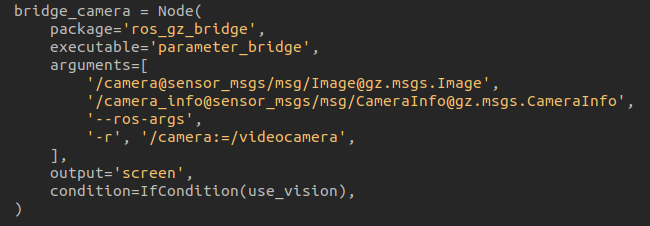 bridge_camera = Node(
    package='ros_gz_bridge',
    executable='parameter_bridge',
    arguments=[
        '/camera@sensor_msgs/msg/Image@gz.msgs.Image',
        '/camera_info@sensor_msgs/msg/CameraInfo@gz.msgs.CameraInfo',
        '--ros-args',
        '-r', '/camera:=/videocamera',
    ],
    output='screen',
    condition=IfCondition(use_vision),
)